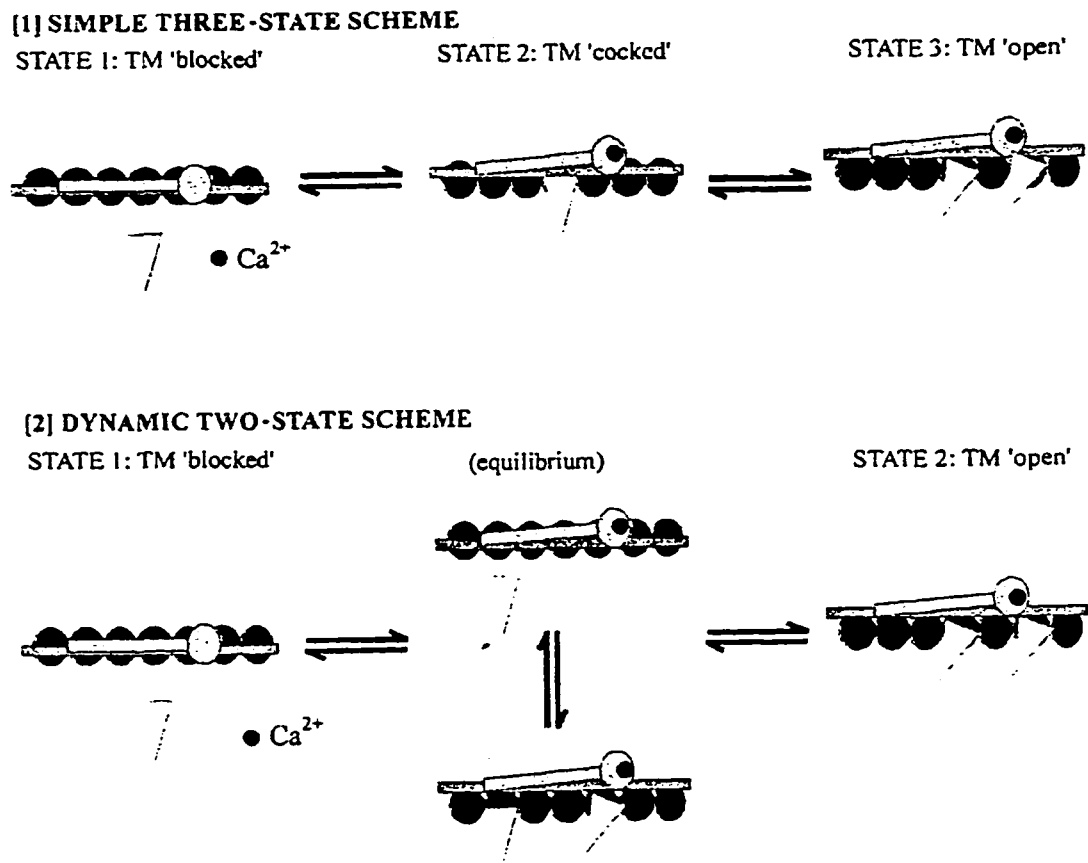 [1] SIMPLE THREE-STATE SCHEME
STATE 1: TM 'blocked'
STATE 2: TM 'cocked'
STATE 3: TM 'open'
Ca2+
[2] DYNAMIC TWO-STATE SCHEME
STATE 1: TM 'blocked'
(equilibrium)
STATE 2: TM 'open'
Ca2+